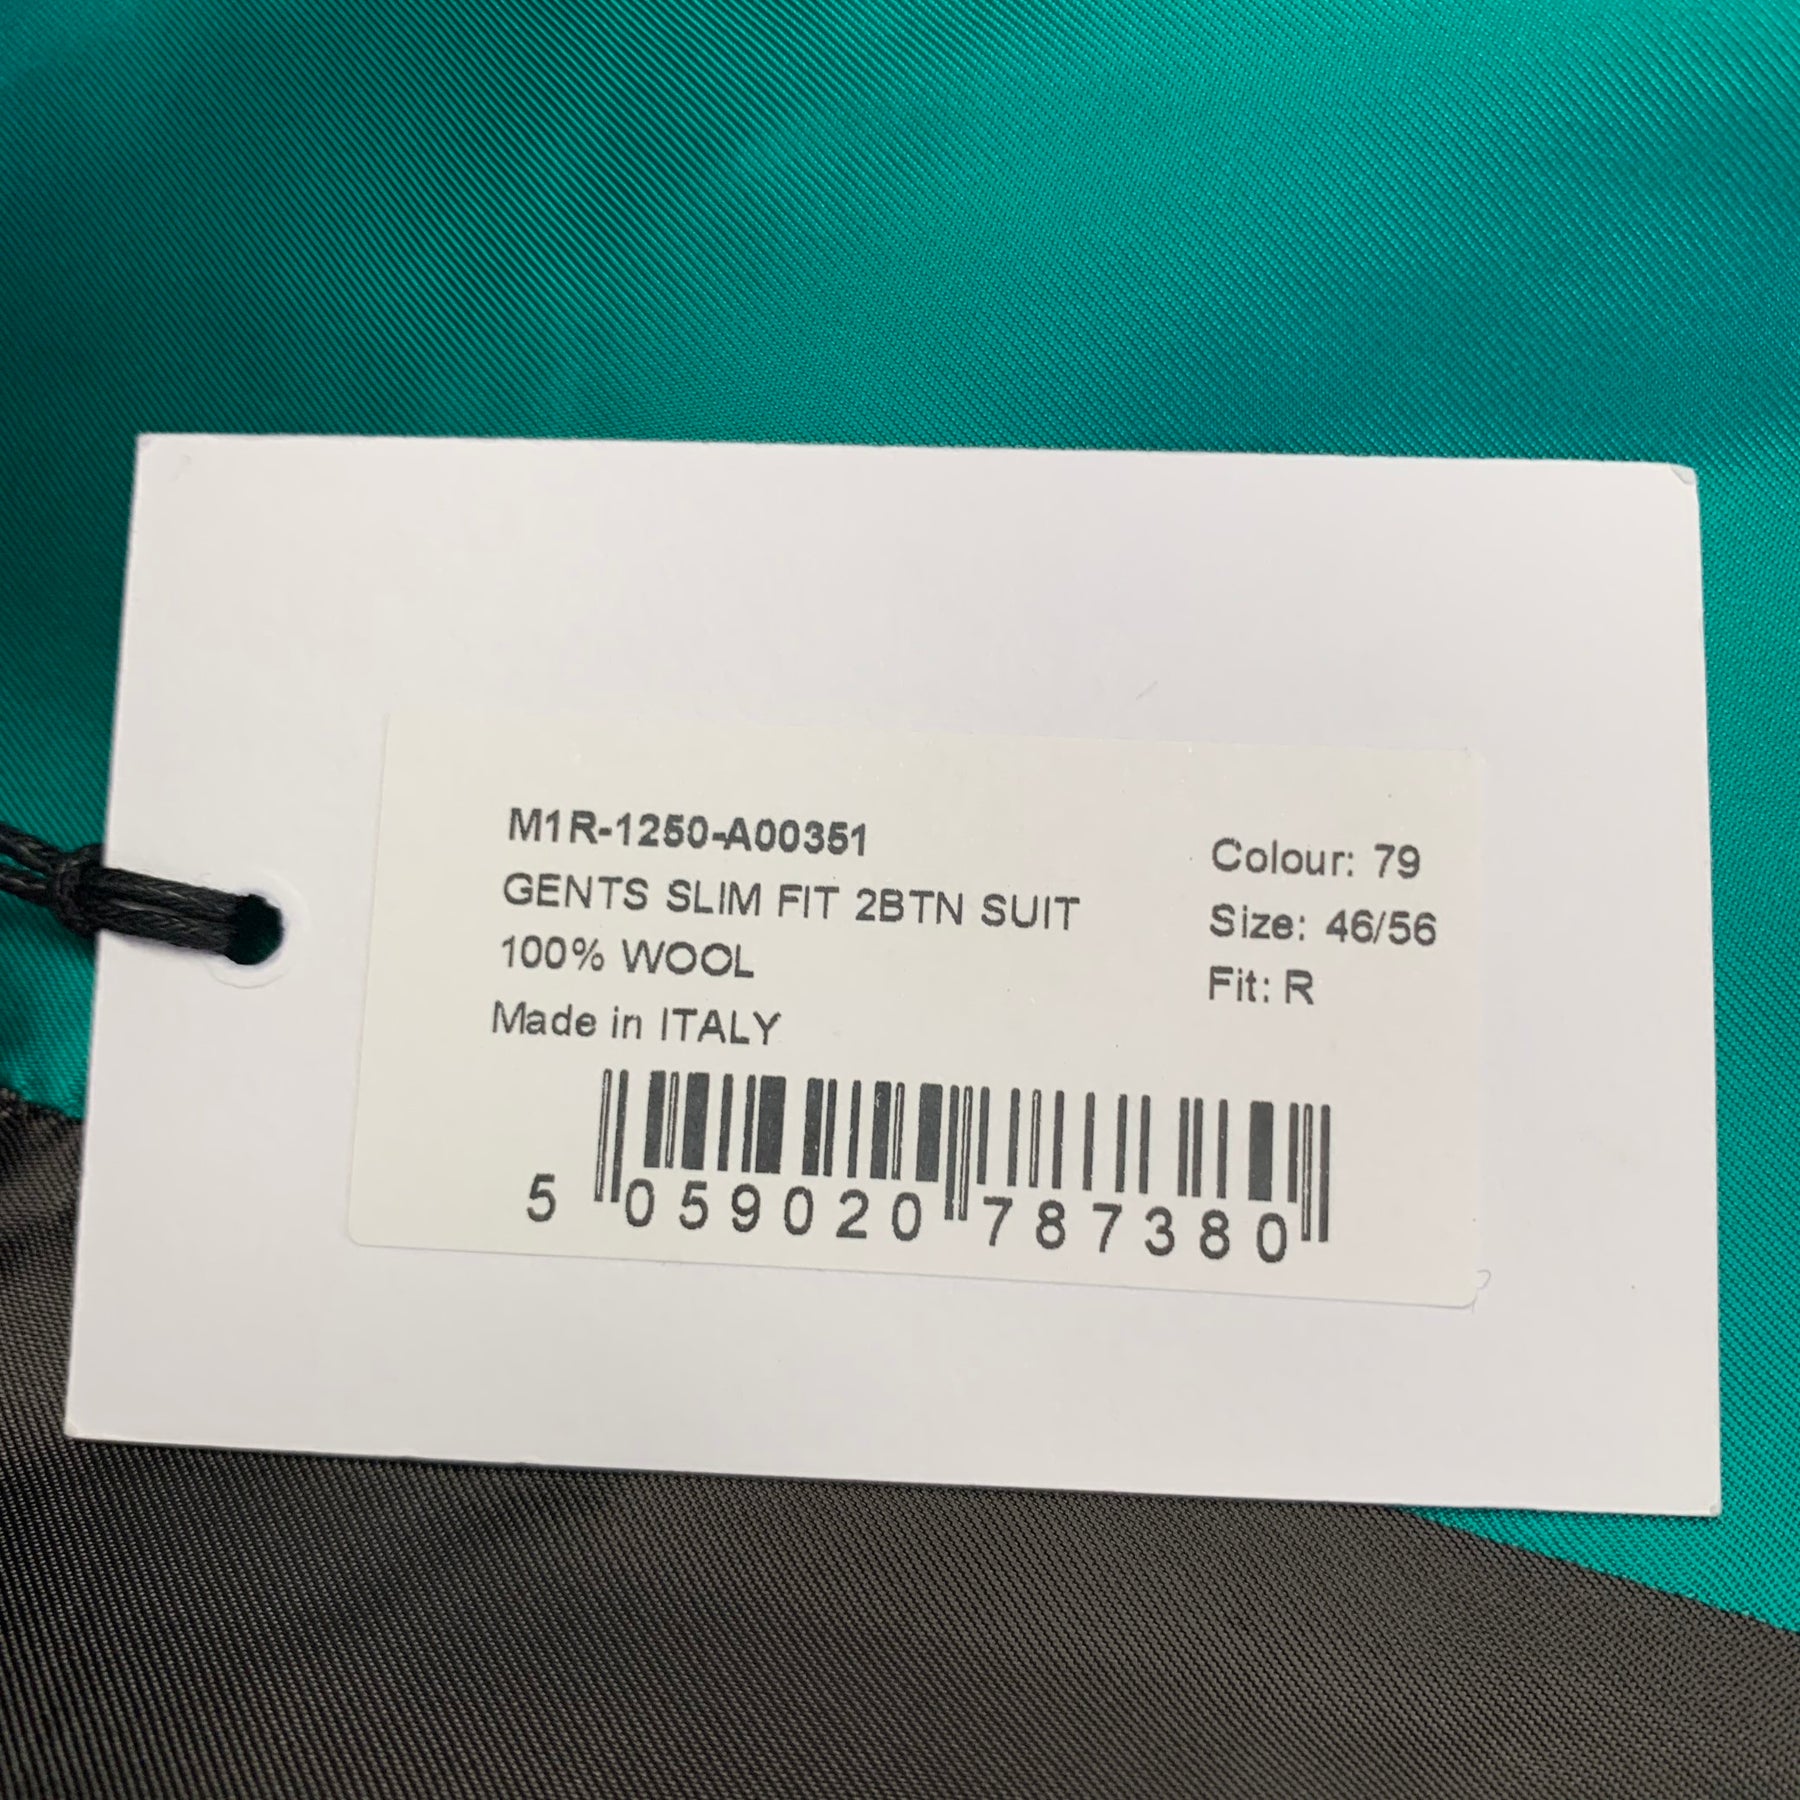 M1R-1250-A00351
GENTS SLIM FIT 2BTN SUIT
100% WOOL
Made in ITALY
Colour: 79
Size: 46/56
Fit: R
5 059020 787380